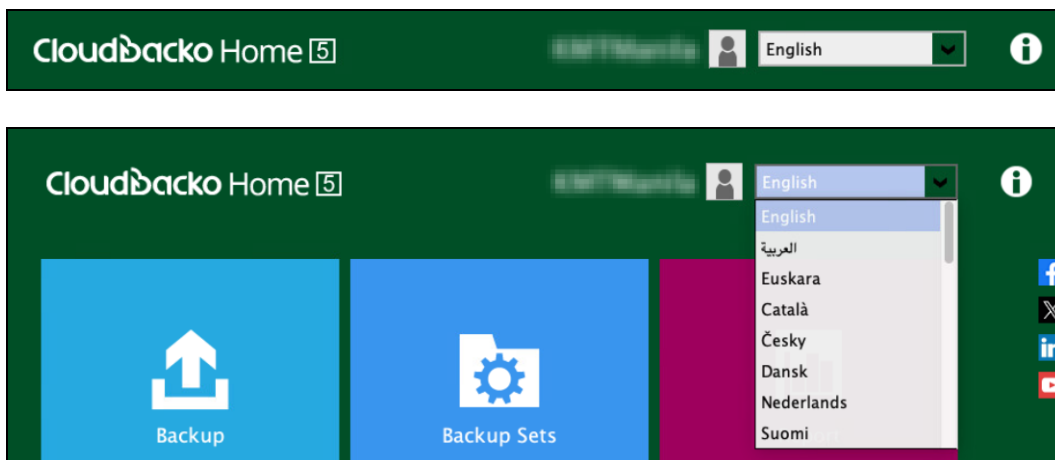 Cloudbacko Home 5
English
Cloudbacko Home 5
English
English
العربية
Euskara
Català
Česky
Dansk
Nederlands
Suomi
Backup
Backup Sets